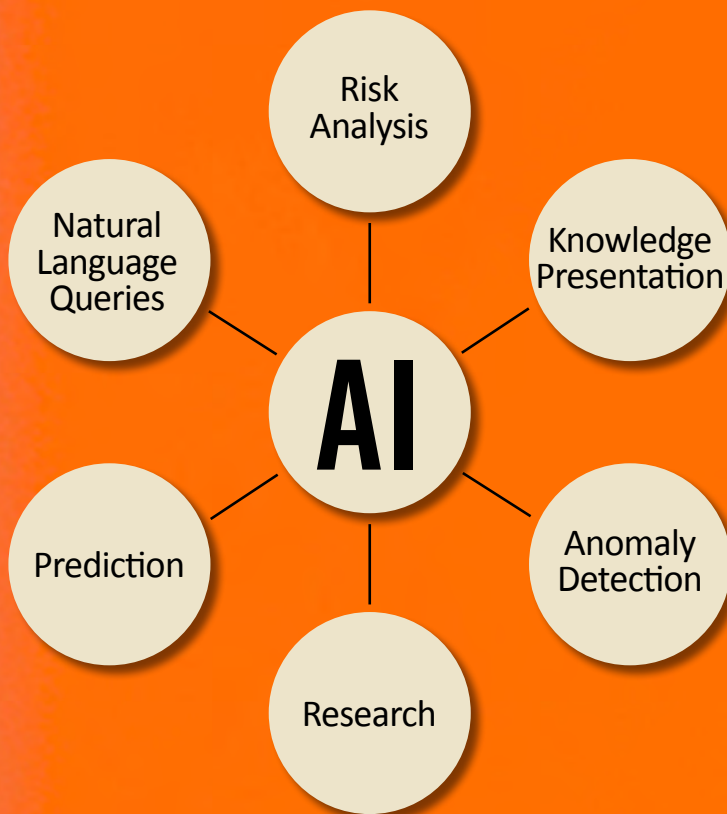 Risk
Analysis
Natural
Language
Queries
Knowledge
Presentation
AI
Prediction
Anomaly
Detection
Research